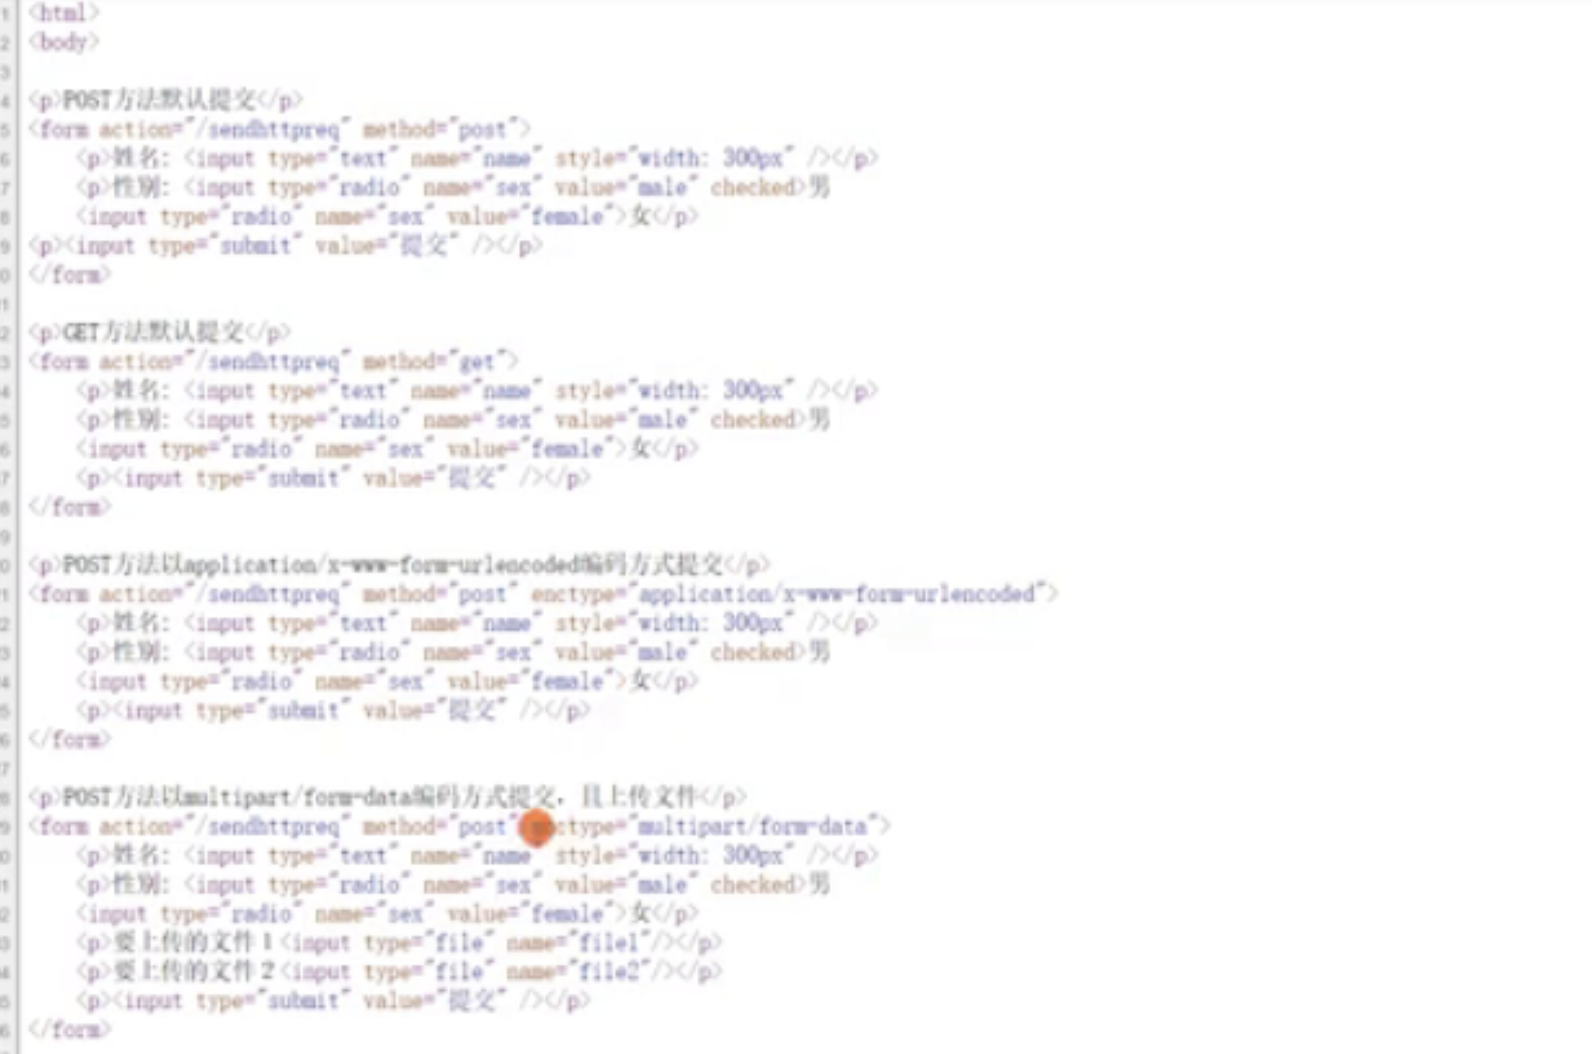 1 <html>
2 <body>
3
4 <p>POST方法默认提交</p>
5 <form action="/sendhttpreq" method="post">
6 <p>姓名: <input type="text" name="name" style="width: 300px" /></p>
7 <p>性别: <input type="radio" name="sex" value="male" checked>男
8 <input type="radio" name="sex" value="female">女</p>
9 <p><input type="submit" value="提交" /></p>
0 </form>
1
2 <p>GET方法默认提交</p>
3 <form action="/sendhttpreq" method="get">
4 <p>姓名: <input type="text" name="name" style="width: 300px" /></p>
5 <p>性别: <input type="radio" name="sex" value="male" checked>男
6 <input type="radio" name="sex" value="female">女</p>
7 <p><input type="submit" value="提交" /></p>
8 </form>
9
0 <p>POST方法以application/x-www-form-urlencoded编码方式提交</p>
1 <form action="/sendhttpreq" method="post" enctype="application/x-www-form-urlencoded">
2 <p>姓名: <input type="text" name="name" style="width: 300px" /></p>
3 <p>性别: <input type="radio" name="sex" value="male" checked>男
4 <input type="radio" name="sex" value="female">女</p>
5 <p><input type="submit" value="提交" /></p>
6 </form>
7
8 <p>POST方法以multipart/form-data编码方式提交，且上传文件</p>
9 <form action="/sendhttpreq" method="post" enctype="multipart/form-data">
0 <p>姓名: <input type="text" name="name" style="width: 300px" /></p>
1 <p>性别: <input type="radio" name="sex" value="male" checked>男
2 <input type="radio" name="sex" value="female">女</p>
3 <p>要上传的文件1<input type="file" name="file1"/></p>
4 <p>要上传的文件2<input type="file" name="file2"/></p>
5 <p><input type="submit" value="提交" /></p>
6 </form>